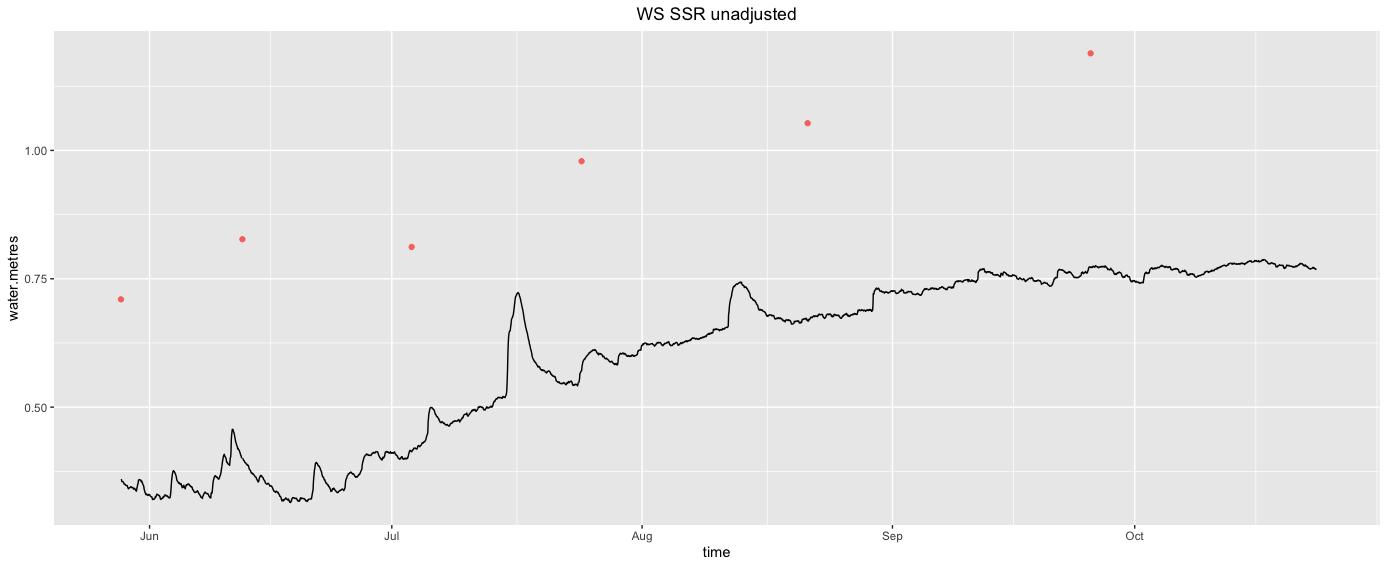 WS SSR unadjusted
water.metres
1.00
0.75
0.50
Jun Jul Aug Sep Oct
time